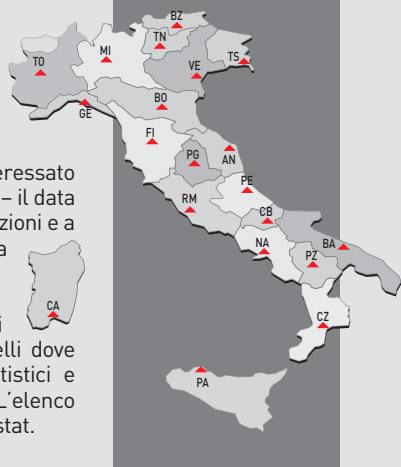 BZ
TN
MI
TO
VE
TS
BO
GE
FI
AN
PG
PE
RM
CB
NA
BA
PZ
CA
CZ
PA
eressato
– il data
zioni e a
a
i
elli dove
tistici e
L'elenco
stat.